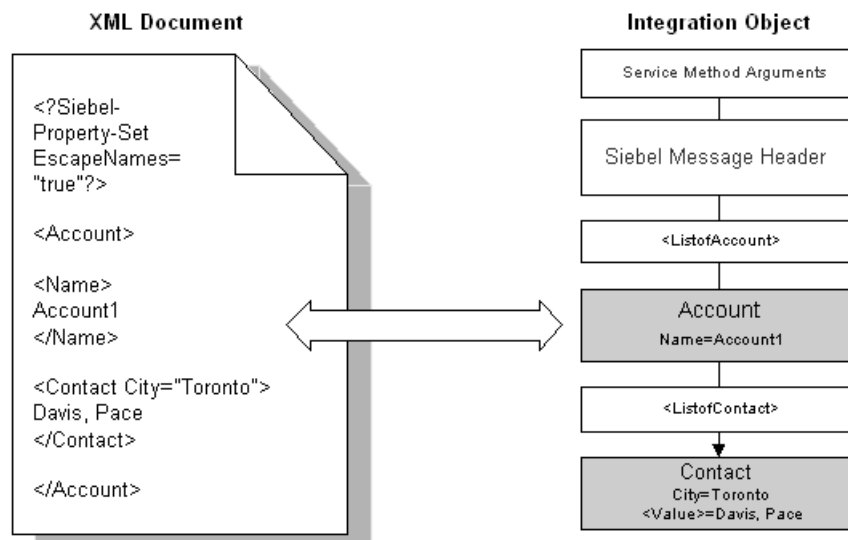 XML Document
<?Siebel-
Property-Set
EscapeNames=
"true"?>
<Account>
<Name>
Account1
</Name>
<Contact City="Toronto">
Davis, Pace
</Contact>
</Account>
Integration Object
Service Method Arguments
Siebel Message Header
<ListofAccount>
Account
Name=Account1
<ListofContact>
Contact
City=Toronto
<Value>=Davis, Pace